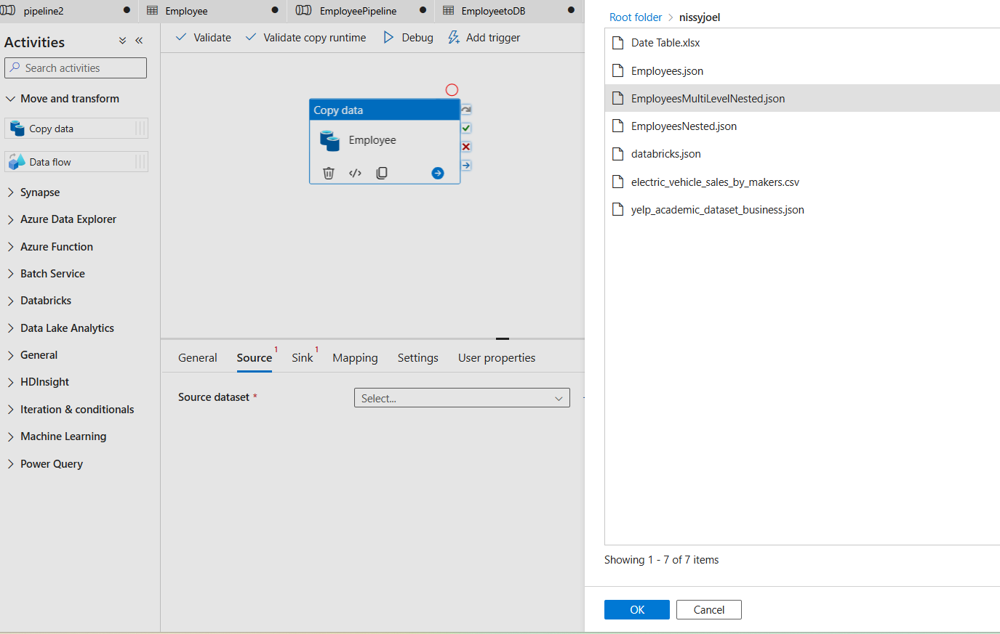 pipeline2
Employee
EmployeePipeline
EmployeetoDB
Activities
Search activities
Move and transform
Copy data
Data flow
Synapse
Azure Data Explorer
Azure Function
Batch Service
Databricks
Data Lake Analytics
General
HDInsight
Iteration & conditionals
Machine Learning
Power Query
Validate
Validate copy runtime
Debug
Add trigger
Copy data
Employee
General
Source 1
Sink 1
Mapping
Settings
User properties
Source dataset *
Select...
Root folder > nissyjoel
Date Table.xlsx
Employees.json
EmployeesMultiLevelNested.json
EmployeesNested.json
databricks.json
electric_vehicle_sales_by_makers.csv
yelp_academic_dataset_business.json
Showing 1 - 7 of 7 items
OK
Cancel